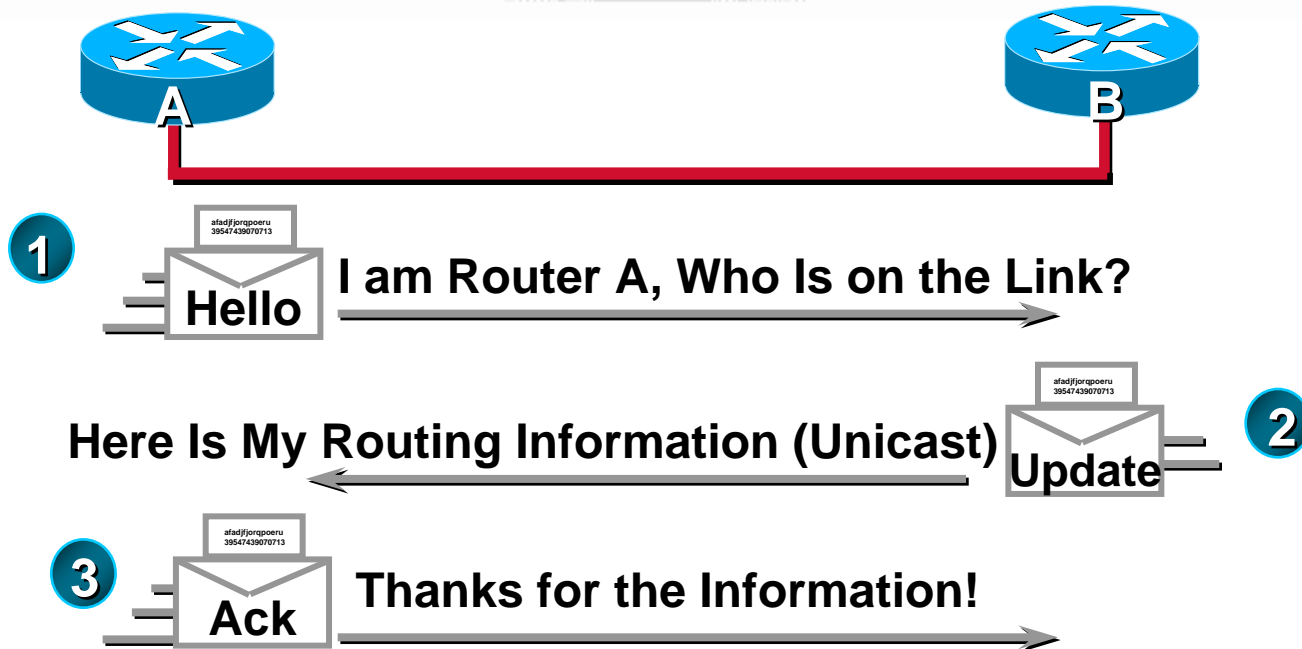 A
B
1
afadjfjorqpoeru
39547439070713
Hello
I am Router A, Who Is on the Link?
afadjfjorqpoeru
39547439070713
2
Here Is My Routing Information (Unicast)
Update
afadjfjorqpoeru
39547439070713
3
Ack
Thanks for the Information!